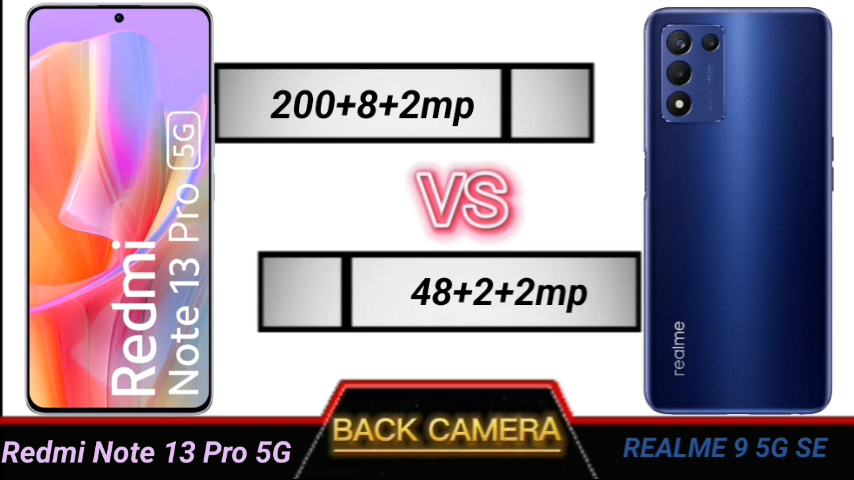 Redmi
Note 13 Pro 5G
200+8+2mp
VS
48+2+2mp
realme
BACK CAMERA
Redmi Note 13 Pro 5G
REALME 9 5G SE